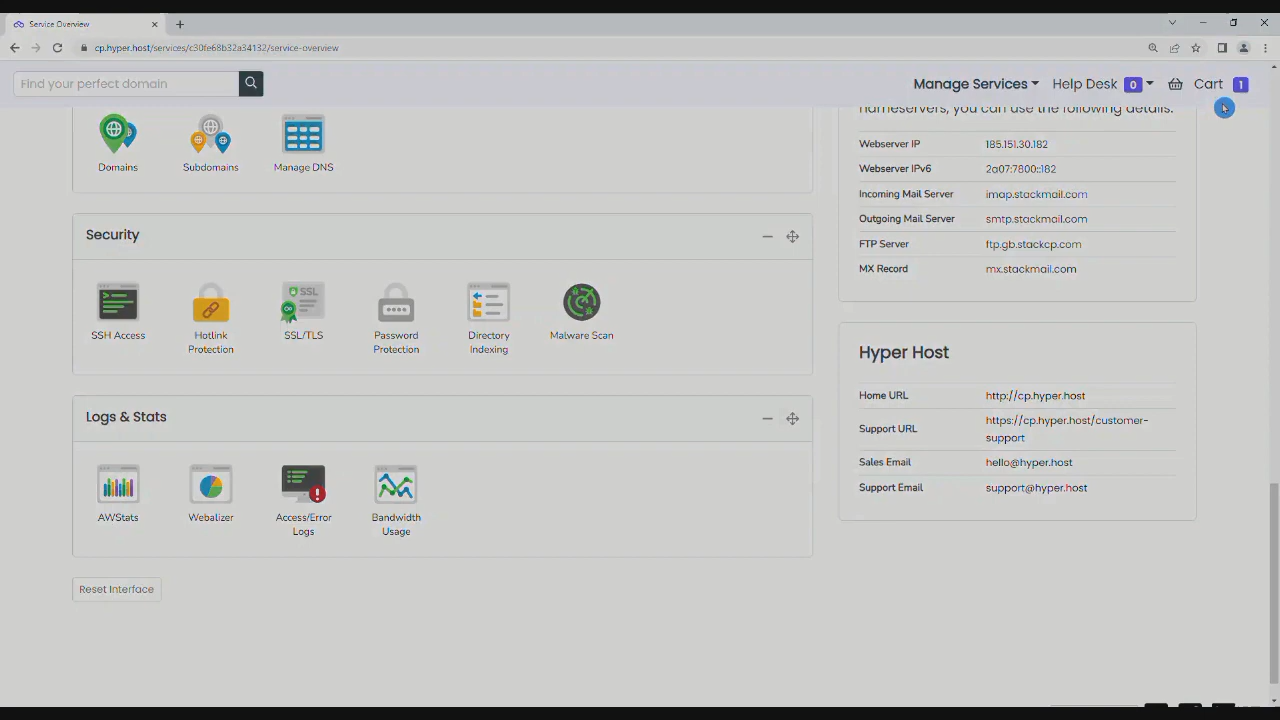 Service Overview
cp.hyper.host/services/c30fe68b32a34132/service-overview
Find your perfect domain
Manage Services
Help Desk 0
Cart 1
Domains
Subdomains
Manage DNS
nameservers, you can use the following details.
Webserver IP 185.151.30.182
Webserver IPv6 2a07:7800::182
Incoming Mail Server imap.stackmail.com
Outgoing Mail Server smtp.stackmail.com
FTP Server ftp.gb.stackcp.com
MX Record mx.stackmail.com
Security
SSH Access
Hotlink
Protection
SSL
SSL/TLS
Password
Protection
Directory
Indexing
Malware Scan
Hyper Host
Home URL http://cp.hyper.host
Support URL https://cp.hyper.host/customer-
support
Sales Email hello@hyper.host
Support Email support@hyper.host
Logs & Stats
AWStats
Webalizer
Access/Error
Logs
Bandwidth
Usage
Reset Interface